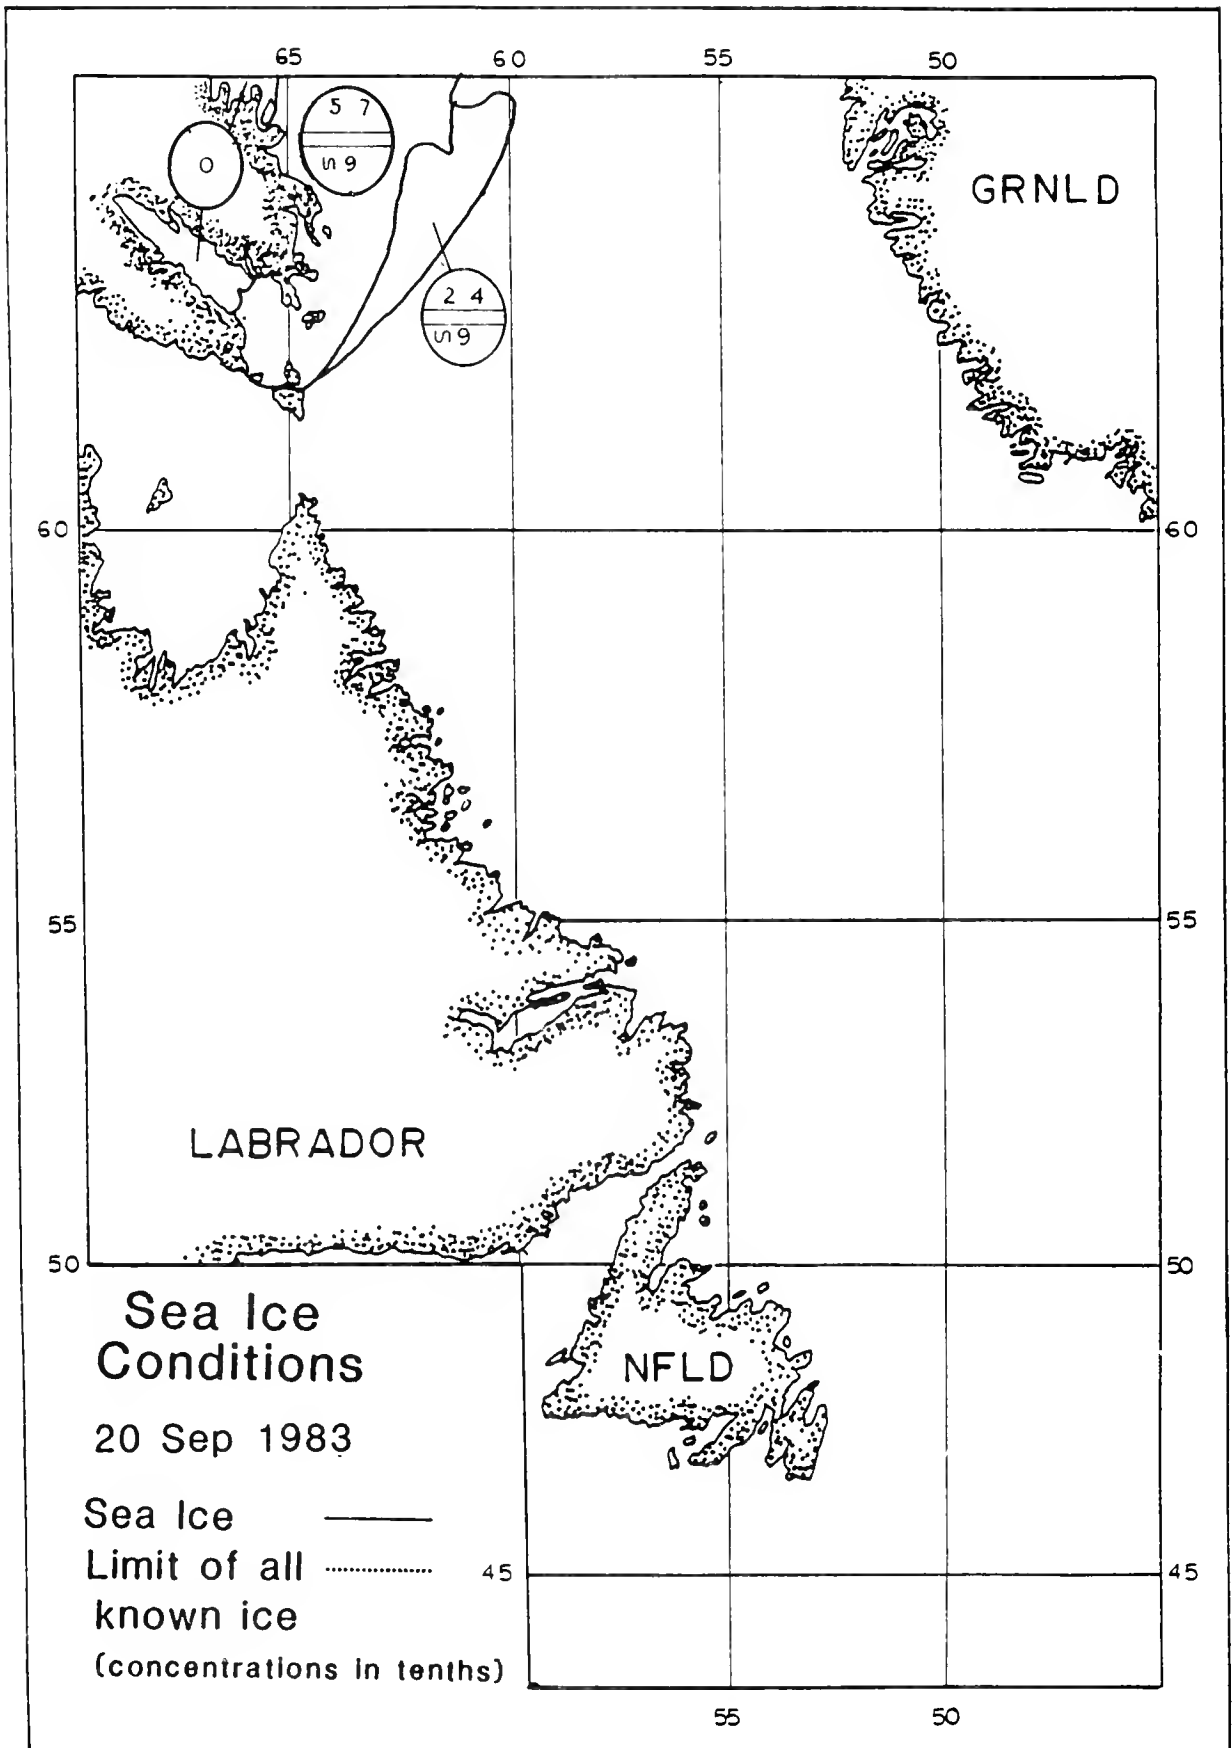 65 60 55 50
5 7
S 9
0
GRNLD
2 4
S 9
60 60
55 55
LABRADOR
50 50
Sea Ice
Conditions
NFLD
20 Sep 1983
Sea Ice
Limit of all
known ice
(concentrations in tenths)
45 45
55 50